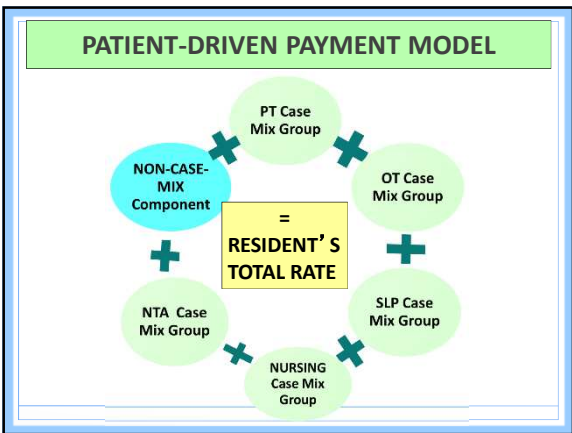 PATIENT-DRIVEN PAYMENT MODEL
PT Case
Mix Group
OT Case
Mix Group
SLP Case
Mix Group
NURSING
Case Mix
Group
NTA Case
Mix Group
NON-CASE-
MIX
Component
=
RESIDENT’S
TOTAL RATE